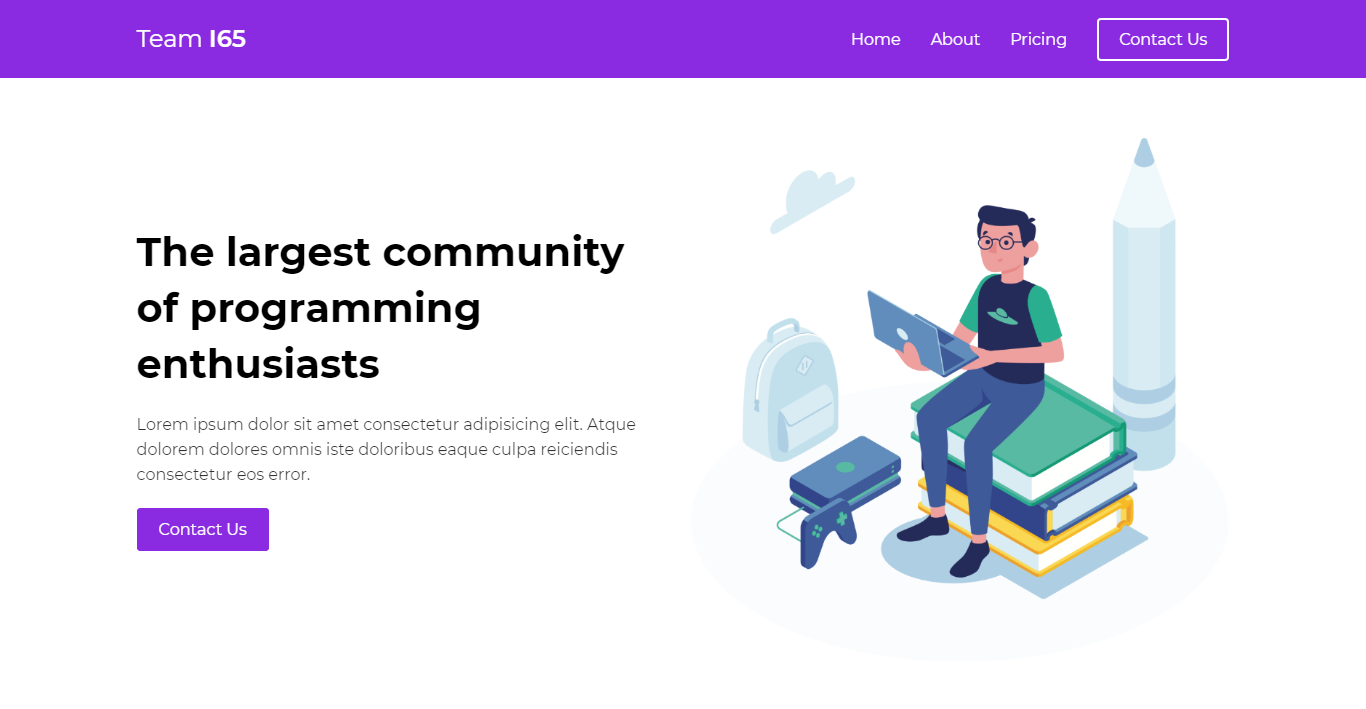 Team I65
Home About Pricing Contact Us
The largest community
of programming
enthusiasts
Lorem ipsum dolor sit amet consectetur adipisicing elit. Atque
dolorem dolores omnis iste doloribus eaque culpa reiciendis
consectetur eos error.
Contact Us